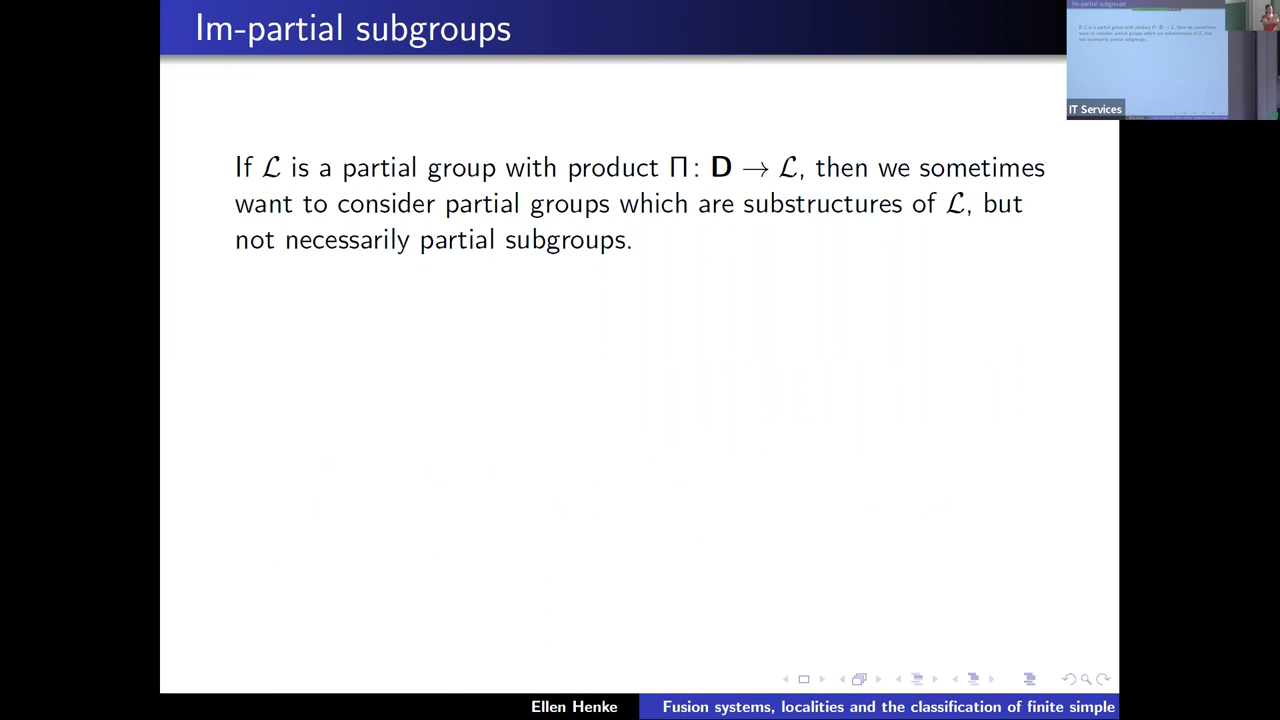 Im-partial subgroups
IT Services
If ℒ is a partial group with product Π: D → ℒ, then we sometimes
want to consider partial groups which are substructures of ℒ, but
not necessarily partial subgroups.
Ellen Henke
Fusion systems, localities and the classification of finite simple